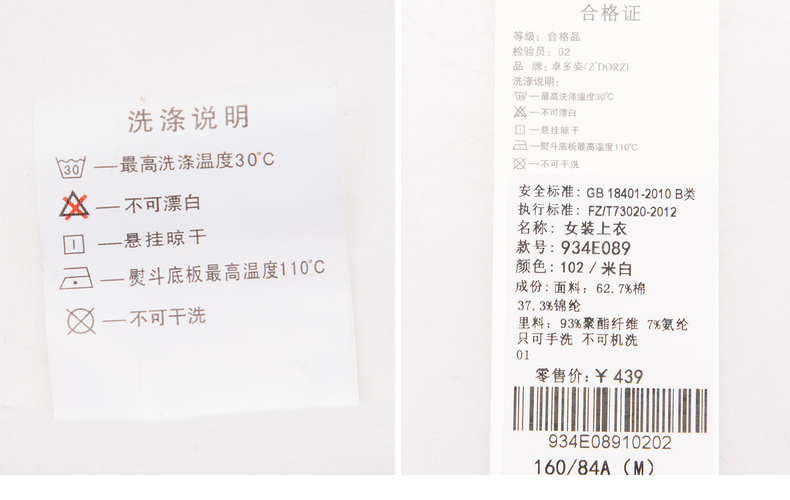 洗涤说明
30
—最高洗涤温度30℃
—不可漂白
—悬挂晾干
—熨斗底板最高温度110℃
—不可干洗
合格证
等级：合格品
检验员：02
品 牌：卓多姿/Z'DORZI
洗涤说明：
30
—最高洗涤温度30℃
—不可漂白
—悬挂晾干
—熨斗底板最高温度110℃
—不可干洗
安全标准：GB 18401-2010 B类
执行标准：FZ/T73020-2012
名称：女装上衣
款号：934E089
颜色：102 / 米白
成份：面料：62.7%棉
37.3%锦纶
里料：93%聚酯纤维 7%氨纶
只可手洗 不可机洗
01
零售价：¥ 439
934E08910202
160/84A（M）